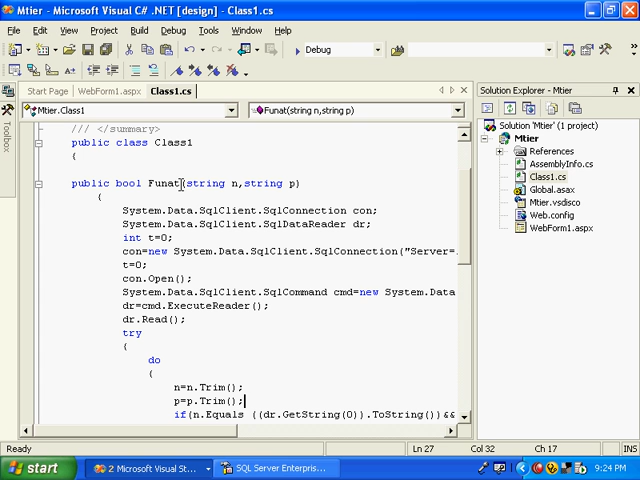 Mtier - Microsoft Visual C# .NET [design] - Class1.cs
File Edit View Project Build Debug Tools Window Help
Debug
Start Page WebForm1.aspx Class1.cs
Mtier.Class1 Funat(string n,string p)
/// </summary>
public class Class1
{
public bool Funat(string n,string p)
{
System.Data.SqlClient.SqlConnection con;
System.Data.SqlClient.SqlDataReader dr;
int t=0;
con=new System.Data.SqlClient.SqlConnection("Server=.
t=0;
con.Open();
System.Data.SqlClient.SqlCommand cmd=new System.Data
dr=cmd.ExecuteReader();
dr.Read();
try
{
do
{
n=n.Trim();
p=p.Trim();
if(n.Equals ((dr.GetString(0)).ToString())&&
Toolbox
Solution Explorer - Mtier
Solution 'Mtier' (1 project)
Mtier
References
AssemblyInfo.cs
Class1.cs
Global.asax
Mtier.vsdisco
Web.config
WebForm1.aspx
Ready Ln 27 Col 32 Ch 17 INS
start 2 Microsoft Visual St... SQL Server Enterpris... 9:24 PM